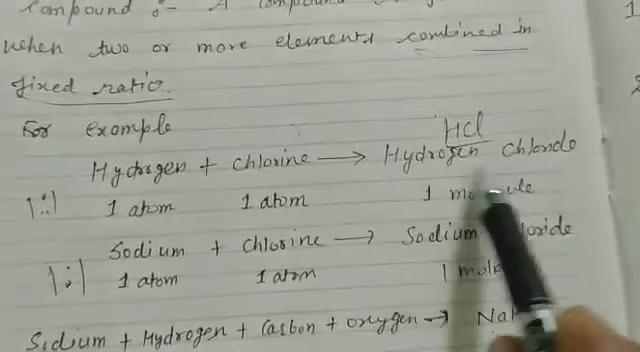 Compound :- A compound
when two or more elements combined in
fixed ratio.
For example
HCl
Hydrogen + chlorine → Hydrogen chloride
1:1 1 atom 1 atom 1
Sodium + chlorine → Sodium
1:1 1 atom 1 atom 1
Sodium + Hydrogen + Carbon + oxygen →